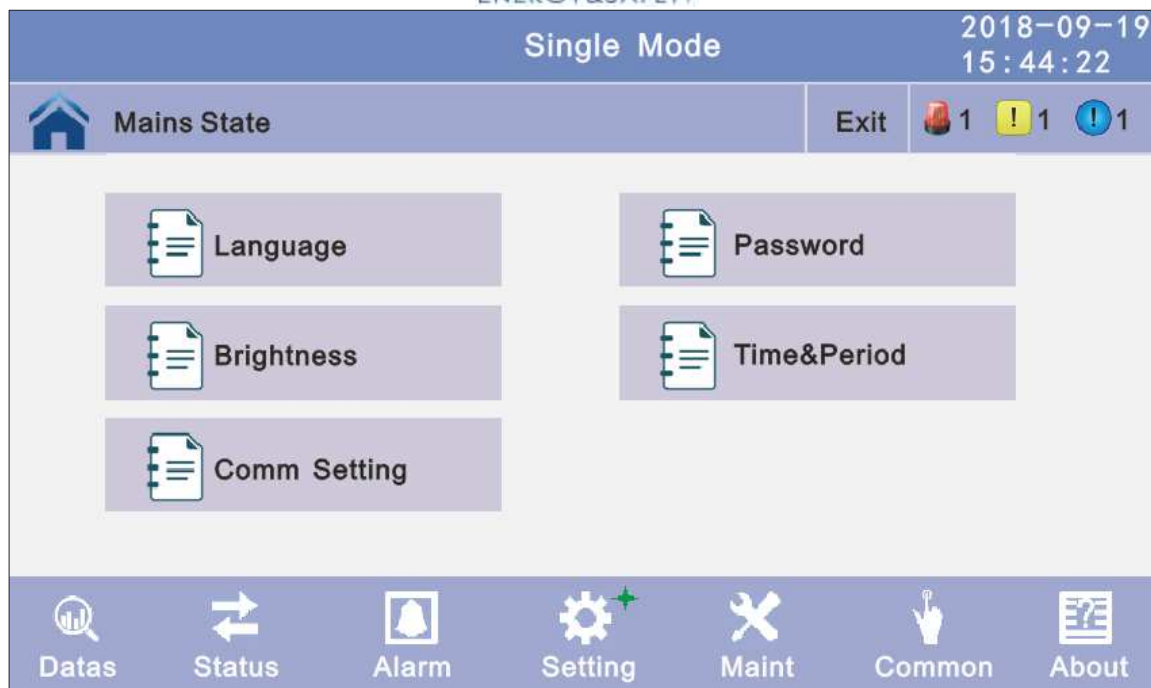 Single Mode
2018-09-19
15:44:22
Mains State
Exit
1
! 1
! 1
Language
Password
Brightness
Time&Period
Comm Setting
?
Datas
Status
Alarm
Setting
Maint
Common
About